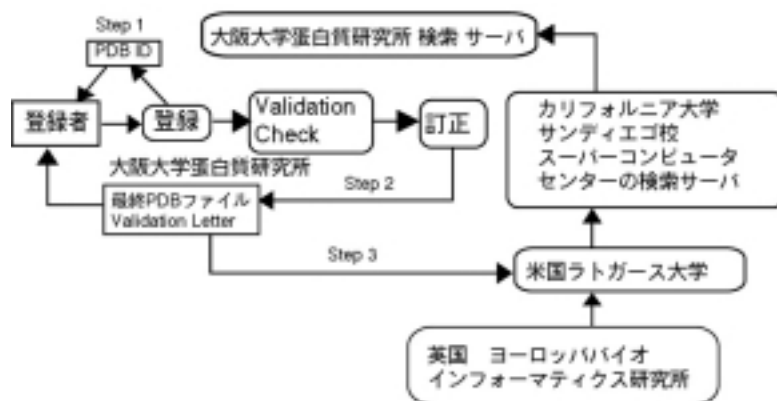 Step 1
PDB ID
大阪大学蛋白質研究所 検索 サーバ
登録者
登録
Validation
Check
訂正
カリフォルニア大学
サンディエゴ校
スーパーコンピュータ
センターの検索サーバ
大阪大学蛋白質研究所
Step 2
最終PDBファイル
Validation Letter
Step 3
米国ラトガース大学
英国　ヨーロッパバイオ
インフォーマティクス研究所